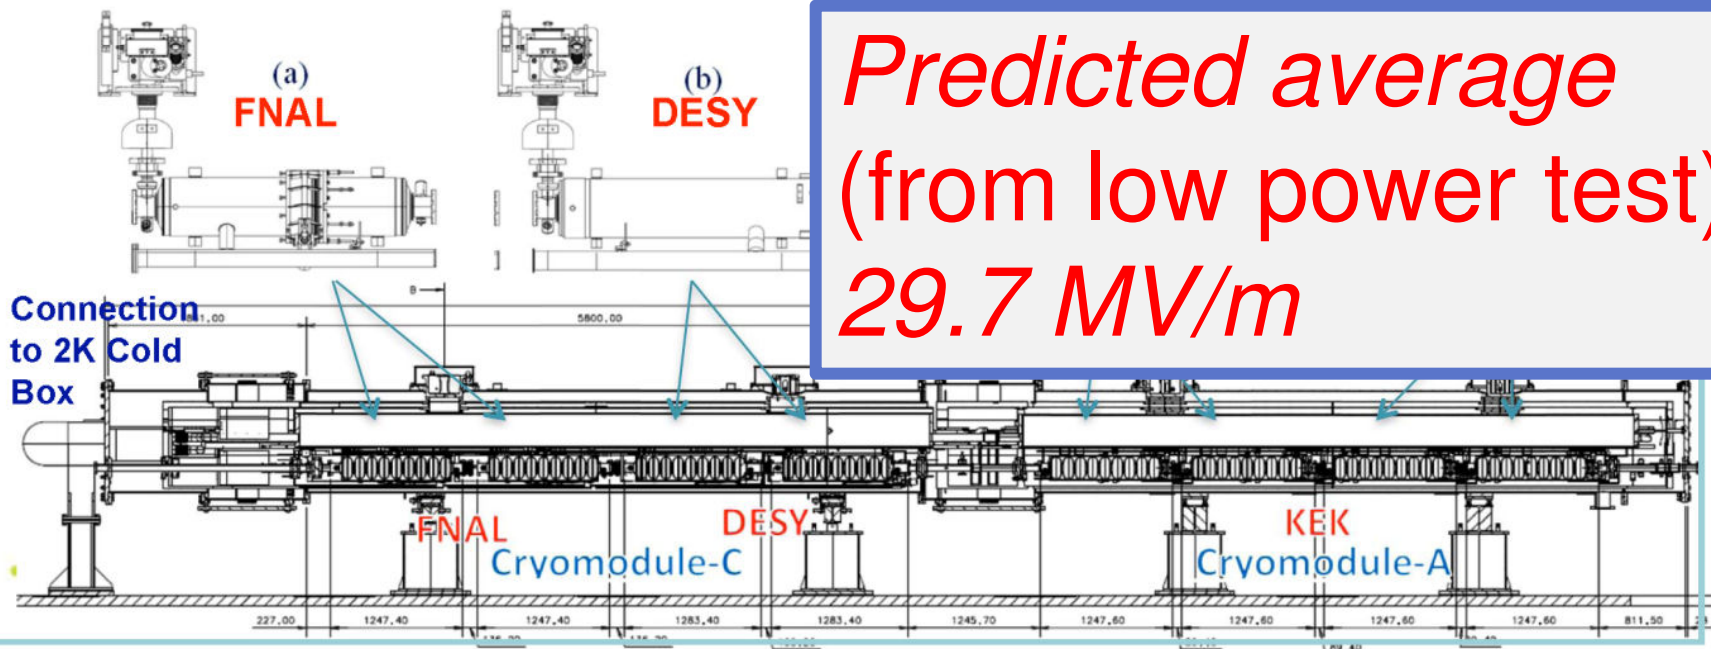 (a)
FNAL
(b)
DESY
Predicted average
(from low power test)
29.7 MV/m
Connection
to 2K Cold
Box
B
5800,00
FNAL
DESY
Cryomodule-C
KEK
Cryomodule-A
227,00 1247,40 1247,40 1283,40 1283,40 1245,70 1247,60 1247,60 1247,60 1247,60 811,50